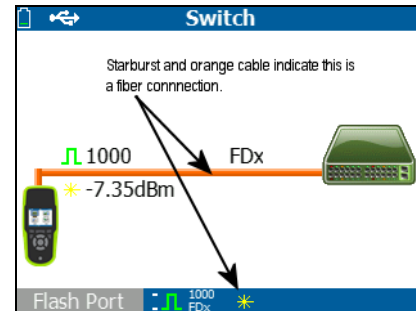 Switch
Starburst and orange cable indicate this is
a fiber connnection.
1000 FDx
-7.35dBm
Flash Port 1000
FDx